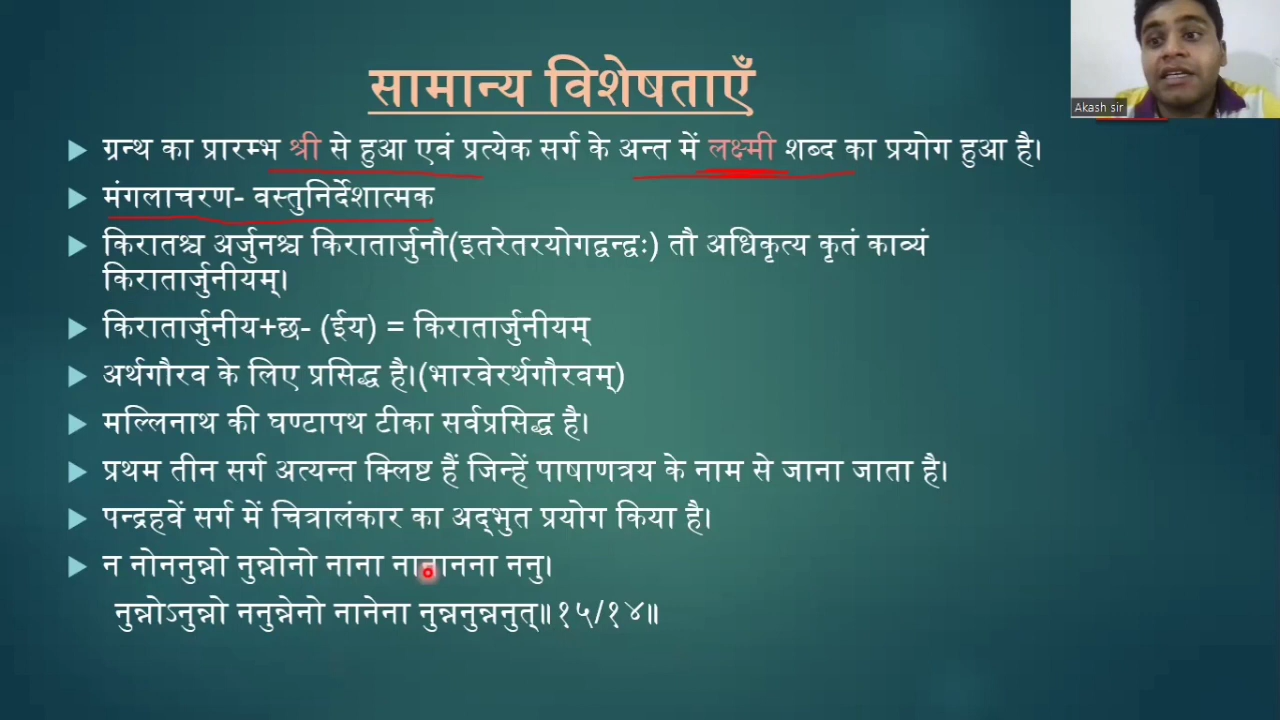 सामान्य विशेषताएँ
Akash sir
ग्रन्थ का प्रारम्भ श्री से हुआ एवं प्रत्येक सर्ग के अन्त में लक्ष्मी शब्द का प्रयोग हुआ है।
मंगलाचरण- वस्तुनिर्देशात्मक
किरातश्च अर्जुनश्च किरातार्जुनौ(इतरेतरयोगद्वन्द्वः) तौ अधिकृत्य कृतं काव्यं
किरातार्जुनीयम्।
किरातार्जुनीय+छ- (ईय) = किरातार्जुनीयम्
अर्थगौरव के लिए प्रसिद्ध है।(भारवेरर्थगौरवम्)
मल्लिनाथ की घण्टापथ टीका सर्वप्रसिद्ध है।
प्रथम तीन सर्ग अत्यन्त क्लिष्ट हैं जिन्हें पाषाणत्रय के नाम से जाना जाता है।
पन्द्रहवें सर्ग में चित्रालंकार का अद्भुत प्रयोग किया है।
न नोननुन्नो नुन्नोनो नाना नानानना ननु।
नुन्नोऽनुन्नो ननुन्नेनो नानेना नुन्ननुन्ननुत्॥१५/१४॥